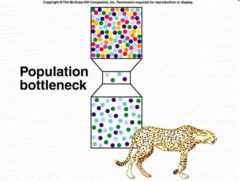 Copyright © The McGraw-Hill Companies, Inc. Permission required for reproduction or display.
Population
bottleneck